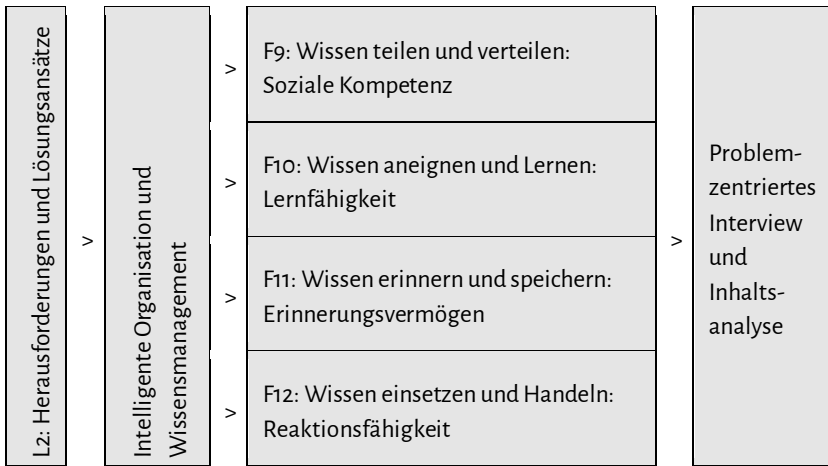 L2: Herausforderungen und Lösungsansätze
>
Intelligente Organisation und
Wissensmanagement
>
F9: Wissen teilen und verteilen:
Soziale Kompetenz
>
F10: Wissen aneignen und Lernen:
Lernfähigkeit
>
F11: Wissen erinnern und speichern:
Erinnerungsvermögen
>
F12: Wissen einsetzen und Handeln:
Reaktionsfähigkeit
>
Problem-
zentriertes
Interview
und
Inhalts-
analyse